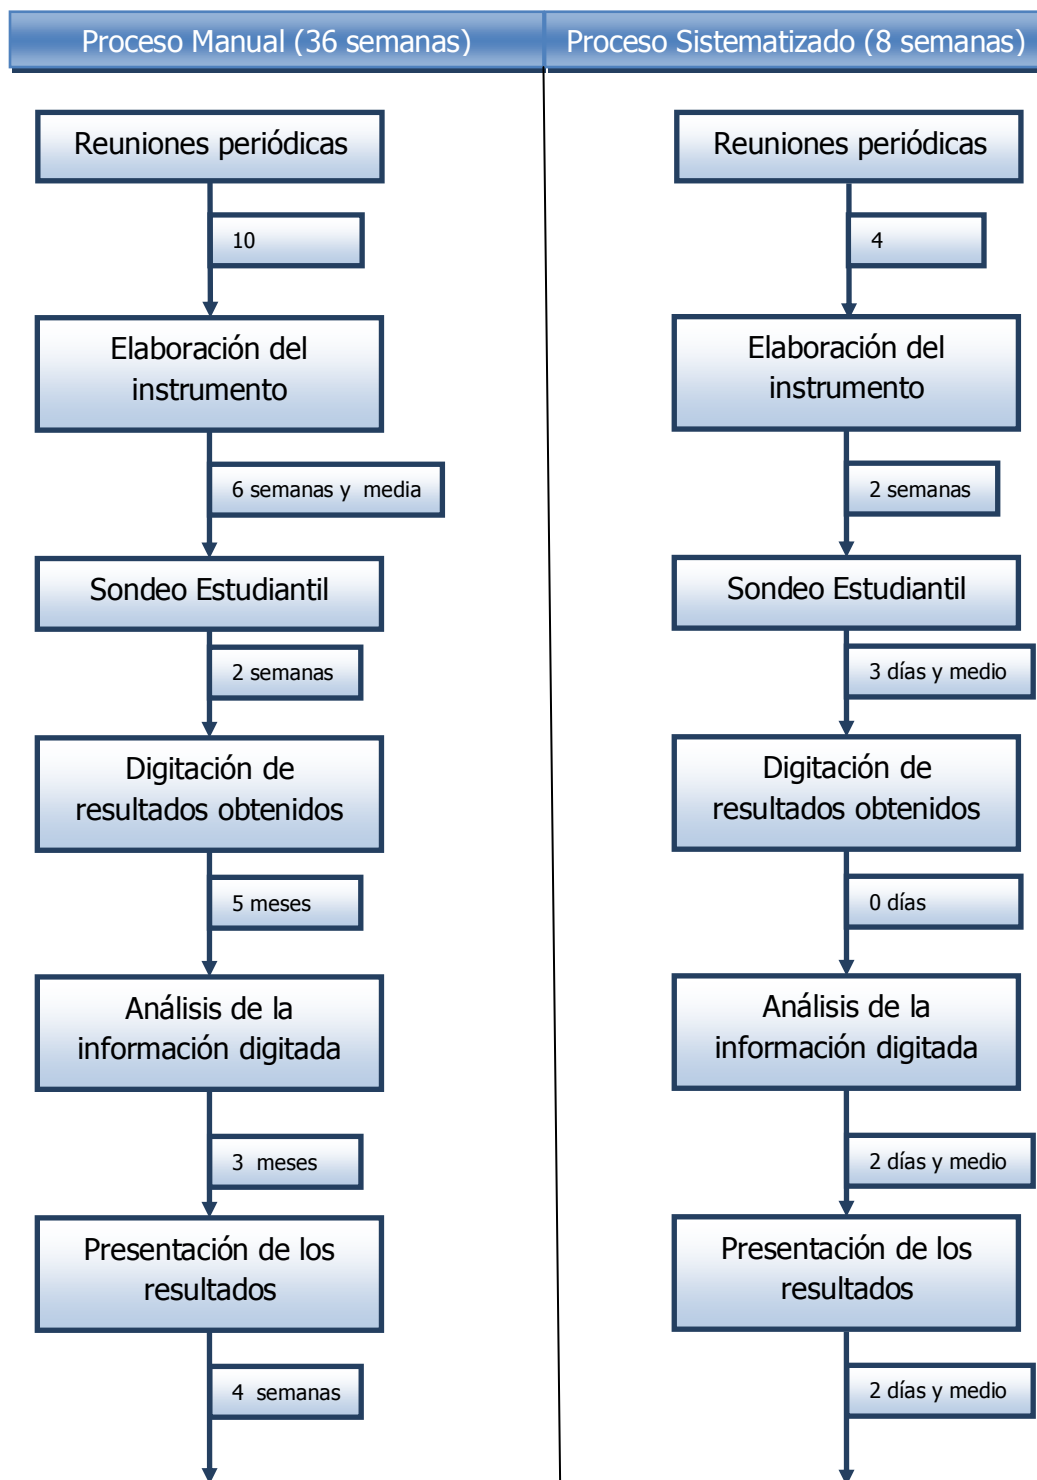 Proceso Manual (36 semanas)
Proceso Sistematizado (8 semanas)
Reuniones periódicas
10
Elaboración del
instrumento
6 semanas y media
Sondeo Estudiantil
2 semanas
Digitación de
resultados obtenidos
5 meses
Análisis de la
información digitada
3 meses
Presentación de los
resultados
4 semanas
Reuniones periódicas
4
Elaboración del
instrumento
2 semanas
Sondeo Estudiantil
3 días y medio
Digitación de
resultados obtenidos
0 días
Análisis de la
información digitada
2 días y medio
Presentación de los
resultados
2 días y medio